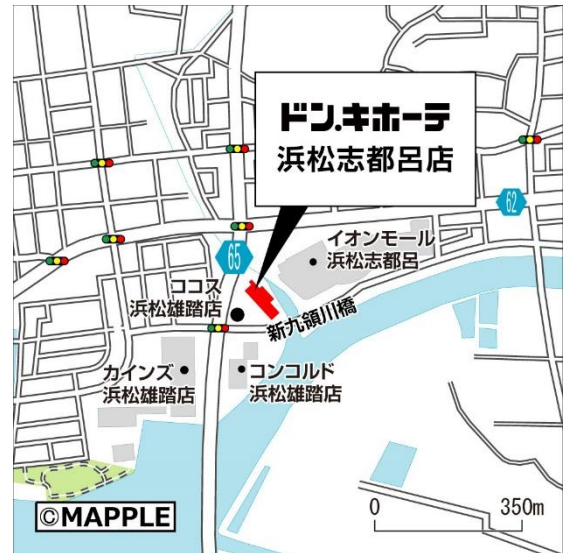 ドン.キホーテ
浜松志都呂店
62
イオンモール
浜松志都呂
65
ココス
浜松雄踏店
新九領川橋
カインズ
浜松雄踏店
コンコルド
浜松雄踏店
©MAPPLE
0 350m